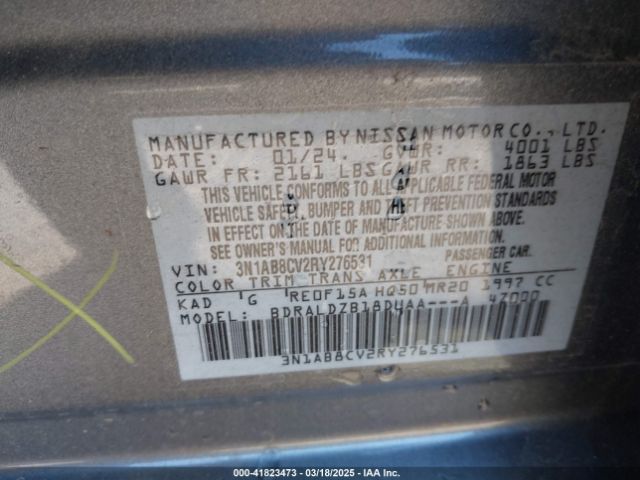 MANUFACTURED BY NISSAN MOTOR CO., LTD.
DATE: 01/24. GVWR: 4001 LBS
GAWR FR: 2161 LBS GAWR RR: 1863 LBS
THIS VEHICLE CONFORMS TO ALL APPLICABLE FEDERAL MOTOR
VEHICLE SAFETY, BUMPER AND THEFT PREVENTION STANDARDS
IN EFFECT ON THE DATE OF MANUFACTURE SHOWN ABOVE.
SEE OWNER'S MANUAL FOR ADDITIONAL INFORMATION.
VIN: 3N1AB8CV2RY276531 PASSENGER CAR.
COLOR TRIM TRANS AXLE ENGINE
KAD 'G RE0F15A HQ50 MR20 1997 CC
MODEL: BDRALDZB18DUAA---A 4Z000
3N1AB8CV2RY276531
000-41823473 — 03/18/2025 — IAA Inc.